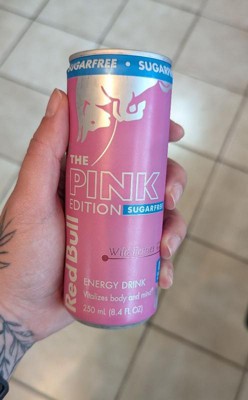 SUGARFREE • SUGARFREE
THE
PINK
EDITION SUGARFREE
Red Bull
ENERGY DRINK
Vitalizes body and mind.
250 ml (8.4 fl oz)